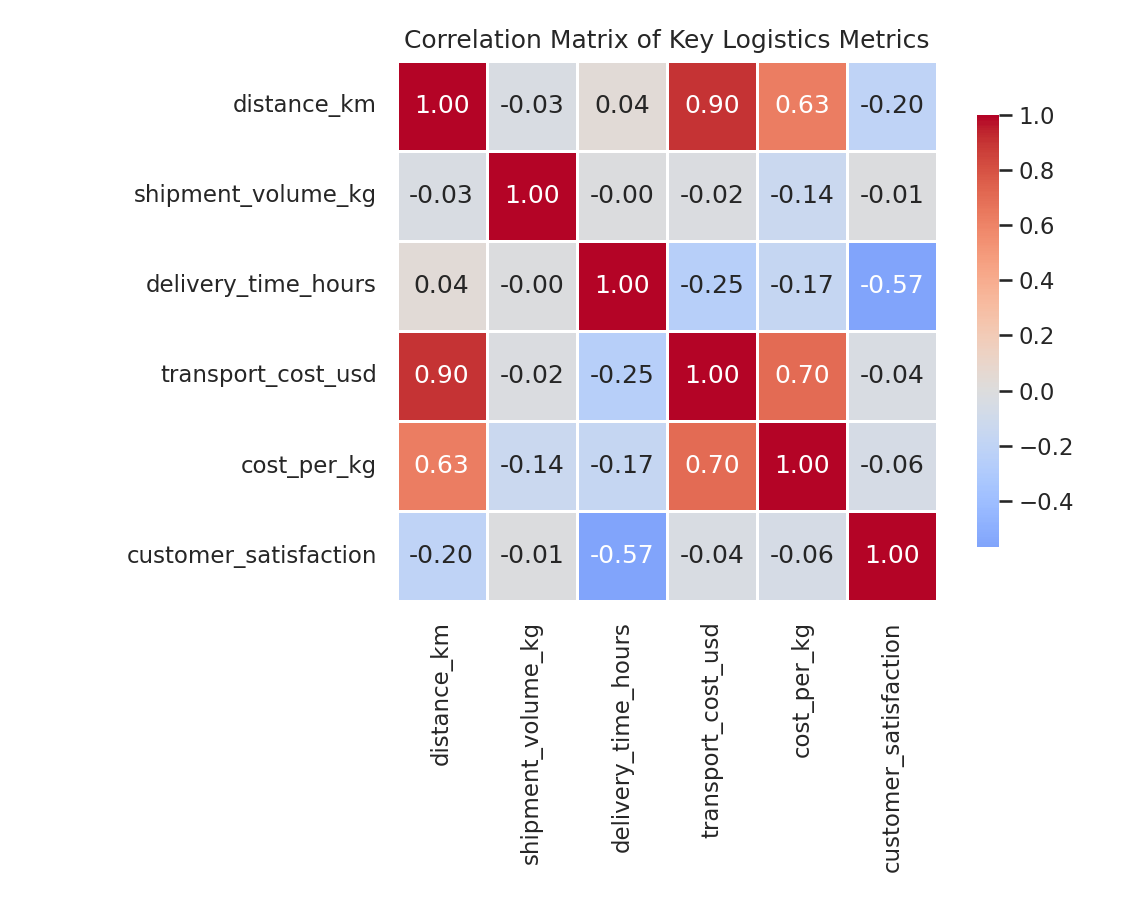 Correlation Matrix of Key Logistics Metrics
distance_km 1.00 -0.03 0.04 0.90 0.63 -0.20
shipment_volume_kg -0.03 1.00 -0.00 -0.02 -0.14 -0.01
delivery_time_hours 0.04 -0.00 1.00 -0.25 -0.17 -0.57
transport_cost_usd 0.90 -0.02 -0.25 1.00 0.70 -0.04
cost_per_kg 0.63 -0.14 -0.17 0.70 1.00 -0.06
customer_satisfaction -0.20 -0.01 -0.57 -0.04 -0.06 1.00
distance_km
shipment_volume_kg
delivery_time_hours
transport_cost_usd
cost_per_kg
customer_satisfaction
1.0
0.8
0.6
0.4
0.2
0.0
−0.2
−0.4